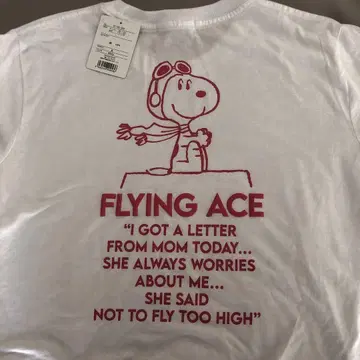 FLYING ACE
“I GOT A LETTER
FROM MOM TODAY...
SHE ALWAYS WORRIES
ABOUT ME...
SHE SAID
NOT TO FLY TOO HIGH”